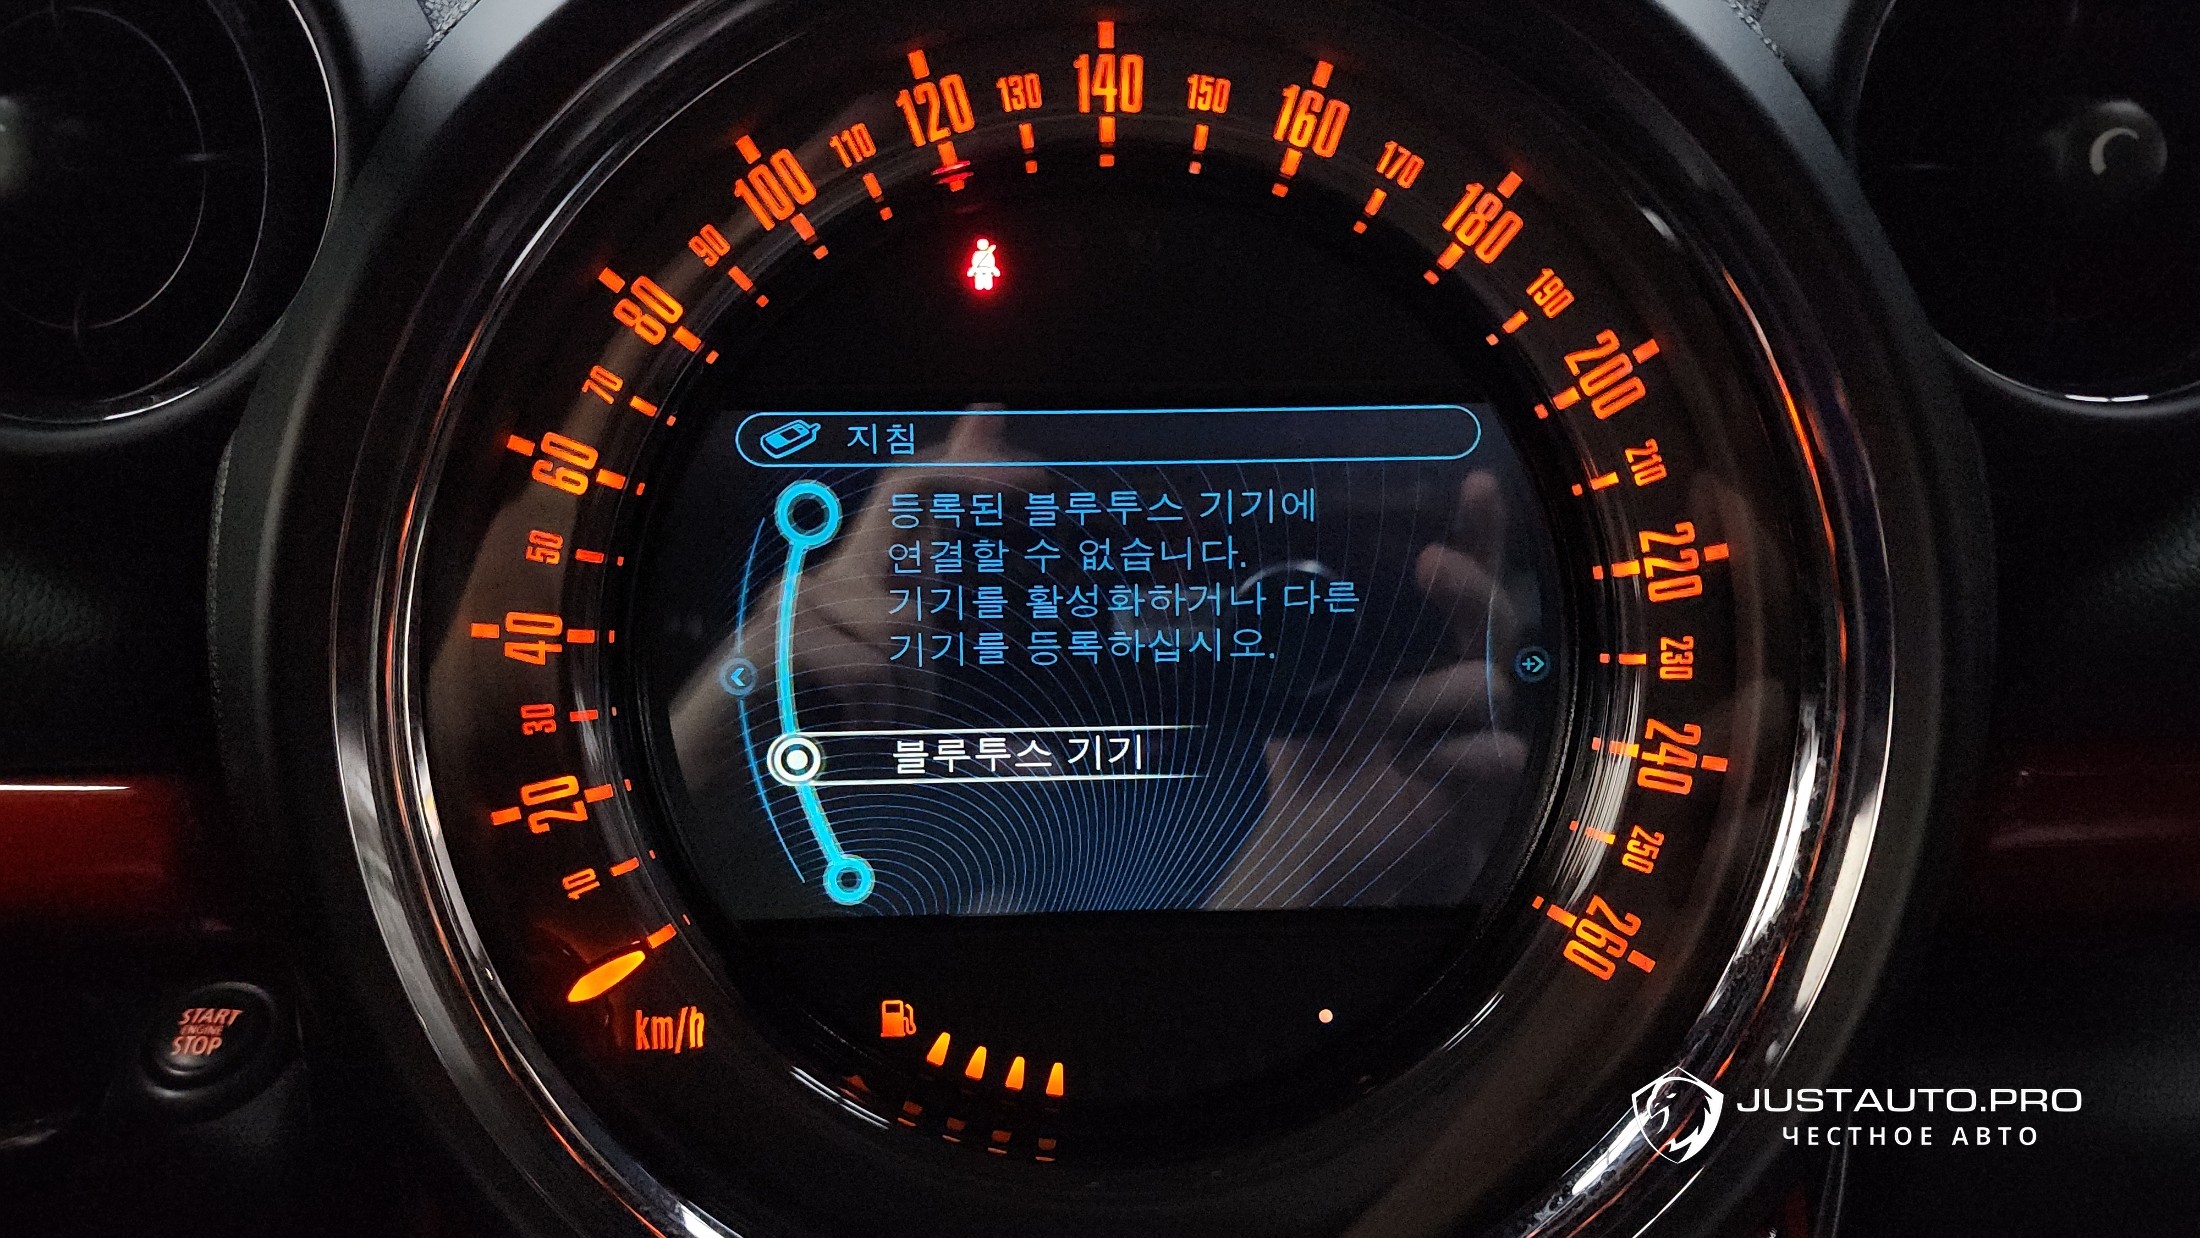 10
20
30
40
50
60
70
80
90
100
110
120
130
140
150
160
170
180
190
200
210
220
230
240
250
260
km/h
지침
등록된 블루투스 기기에
연결할 수 없습니다.
기기를 활성화하거나 다른
기기를 등록하십시오.
블루투스 기기
START
ENGINE
STOP
JUSTAUTO.PRO
ЧЕСТНОЕ АВТО